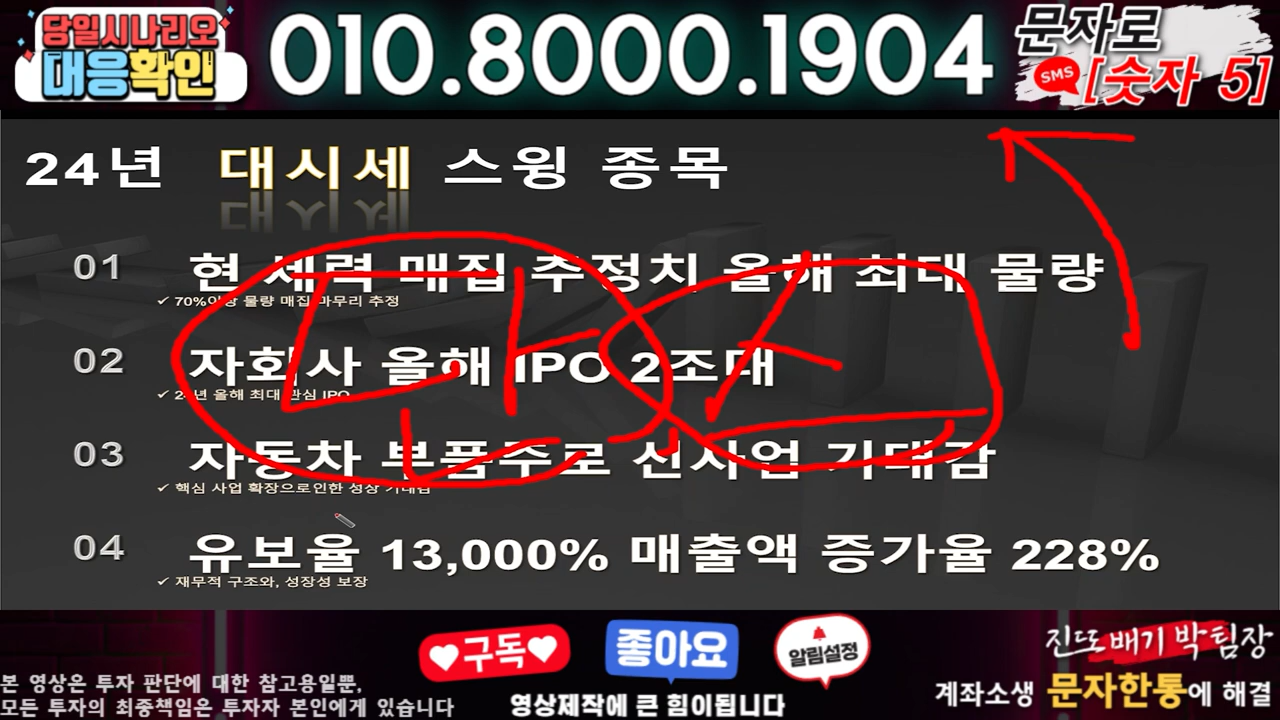 당일시나리오
대응확인
010.8000.1904
문자로
SMS [숫자 5]
24년 대시세 스윙 종목
01 현 세력 매집 추정치 올해 최대 물량
✓ 70%이상 물량 매집 마무리 추정
02 자회사 올해 IPO 2조대
✓ 24년 올해 최대 관심 IPO
03 자동차 부품주로 신사업 기대감
✓ 핵심 사업 확장으로인한 성장 기대감
04 유보율 13,000% 매출액 증가율 228%
✓ 재무적 구조와, 성장성 보장
구독 좋아요 알림설정
영상제작에 큰 힘이됩니다
본 영상은 투자 판단에 대한 참고용일뿐,
모든 투자의 최종책임은 투자자 본인에게 있습니다
진또배기 박팀장
계좌소생 문자한통에 해결